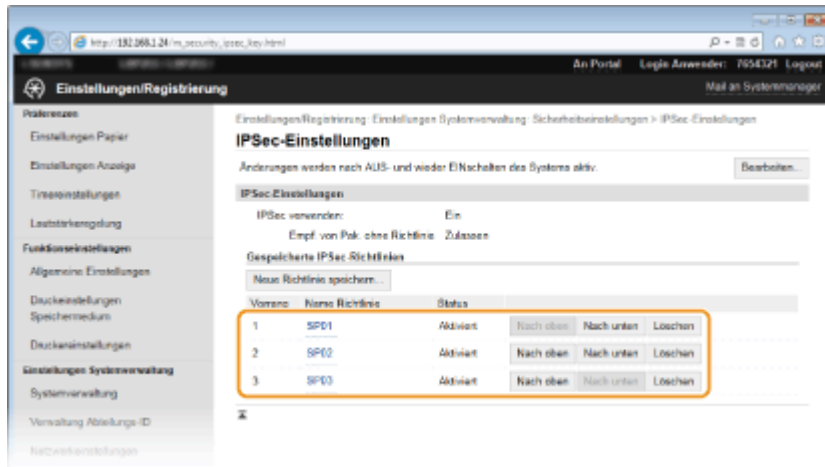 http://192.168.1.24/m_security_ipsec_key.html
An Portal Login Anwender: 7654321 Logout
Einstellungen/Registrierung
Mail an Systemmanager
Präferenzen
Einstellungen Papier
Einstellungen Anzeige
Timereinstellungen
Lautstärkeregelung
Funktionseinstellungen
Allgemeine Einstellungen
Druckeinstellungen
Speichermedium
Druckereinstellungen
Einstellungen Systemverwaltung
Systemverwaltung
Verwaltung Abteilungs-ID
Netzwerkeinstellungen
Einstellungen/Registrierung: Einstellungen Systemverwaltung: Sicherheitseinstellungen > IPSec-Einstellungen
IPSec-Einstellungen
Änderungen werden nach AUS- und wieder EINschalten des Systems aktiv.
Bearbeiten...
IPSec-Einstellungen
IPSec verwenden: Ein
Empf. von Pak. ohne Richtlinie Zulassen
Gespeicherte IPSec-Richtlinien
Neue Richtlinie speichern...
Vorrang Name Richtlinie Status
1 SP01 Aktiviert Nach oben Nach unten Löschen
2 SP02 Aktiviert Nach oben Nach unten Löschen
3 SP03 Aktiviert Nach oben Nach unten Löschen